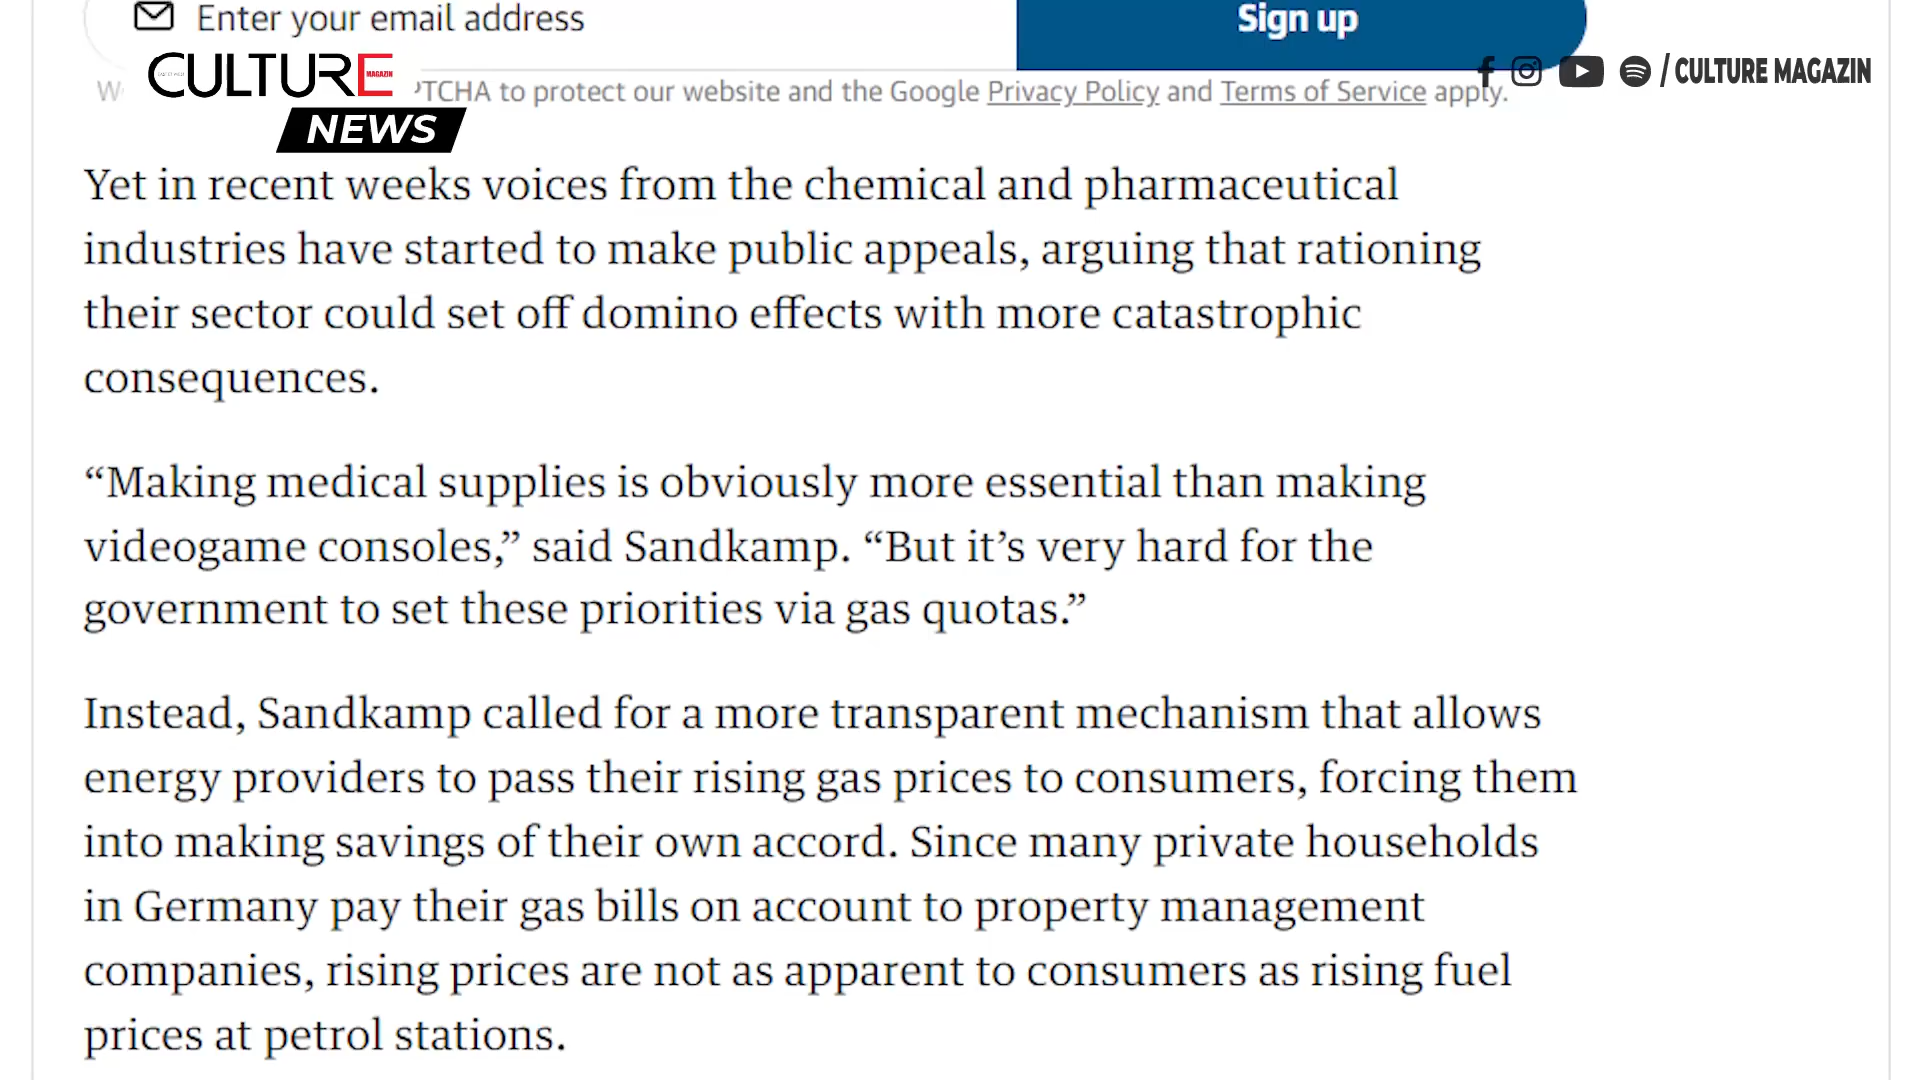 Enter your email address
Sign up
CULTURE
MAGAZIN
NEWS
/ CULTURE MAGAZIN
PTCHA to protect our website and the Google Privacy Policy and Terms of Service apply.
Yet in recent weeks voices from the chemical and pharmaceutical
industries have started to make public appeals, arguing that rationing
their sector could set off domino effects with more catastrophic
consequences.
“Making medical supplies is obviously more essential than making
videogame consoles,” said Sandkamp. “But it’s very hard for the
government to set these priorities via gas quotas.”
Instead, Sandkamp called for a more transparent mechanism that allows
energy providers to pass their rising gas prices to consumers, forcing them
into making savings of their own accord. Since many private households
in Germany pay their gas bills on account to property management
companies, rising prices are not as apparent to consumers as rising fuel
prices at petrol stations.